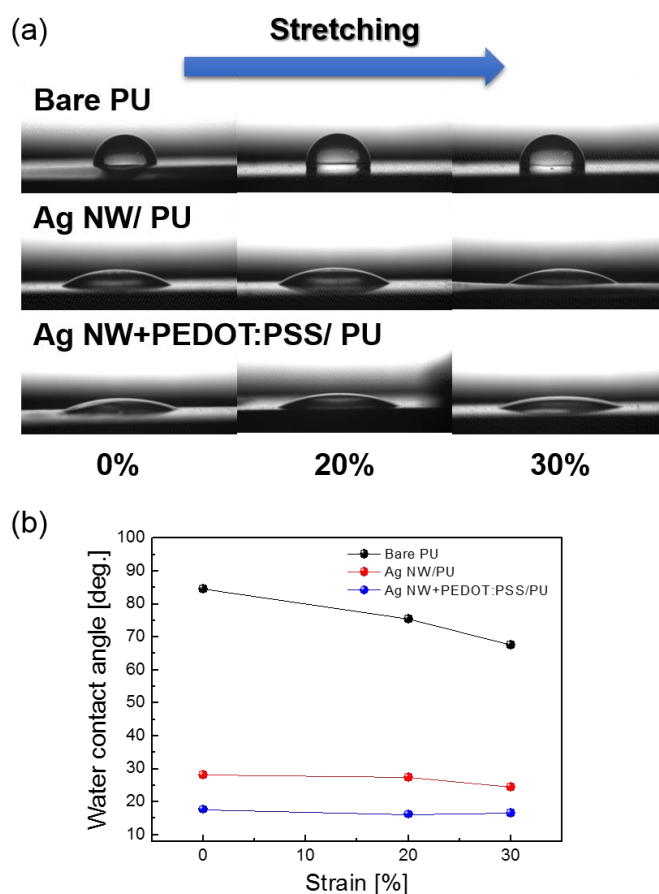 (a)
Stretching
Bare PU
Ag NW/ PU
Ag NW+PEDOT:PSS/ PU
0%
20%
30%
(b)
100
90
80
70
60
50
40
30
20
10
Water contact angle [deg.]
Bare PU
Ag NW/PU
Ag NW+PEDOT:PSS/PU
0
10
20
30
Strain [%]